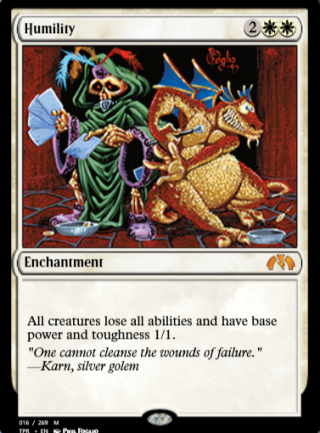 Humility 2
Foglio
Enchantment
All creatures lose all abilities and have base
power and toughness 1/1.
"One cannot cleanse the wounds of failure."
—Karn, silver golem
016 / 269 M
TPR • EN Phil Foglio